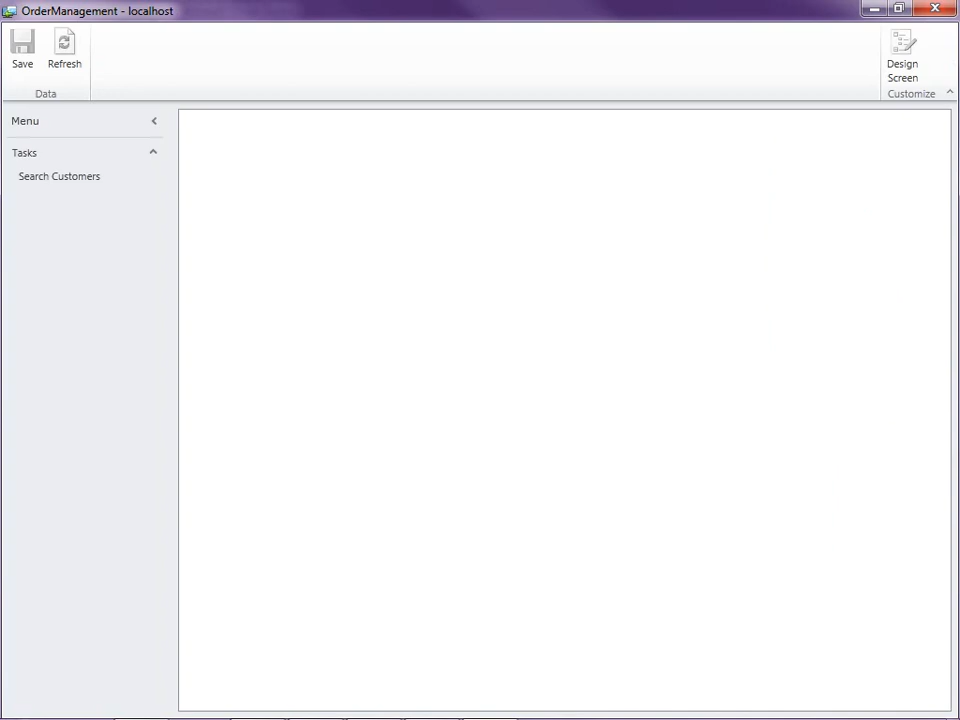 OrderManagement - localhost
Save
Refresh
Design
Screen
Data
Customize
Menu
Tasks
Search Customers